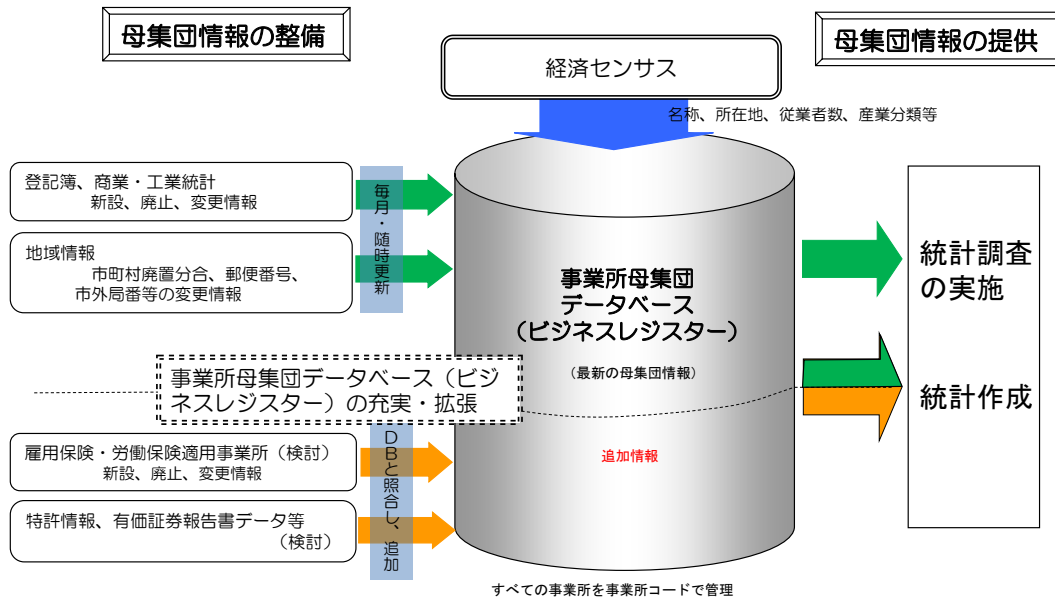 母集団情報の整備
母集団情報の提供
経済センサス
名称、所在地、従業者数、産業分類等
登記簿、商業・工業統計
新設、廃止、変更情報
地域情報
市町村廃置分合、郵便番号、
市外局番等の変更情報
毎月・随時更新
事業所母集団
データベース
（ビジネスレジスター）
（最新の母集団情報）
統計調査
の実施
統計作成
事業所母集団データベース（ビジ
ネスレジスター）の充実・拡張
雇用保険・労働保険適用事業所（検討）
新設、廃止、変更情報
特許情報、有価証券報告書データ等
（検討）
DBと照合し、追加
追加情報
すべての事業所を事業所コードで管理